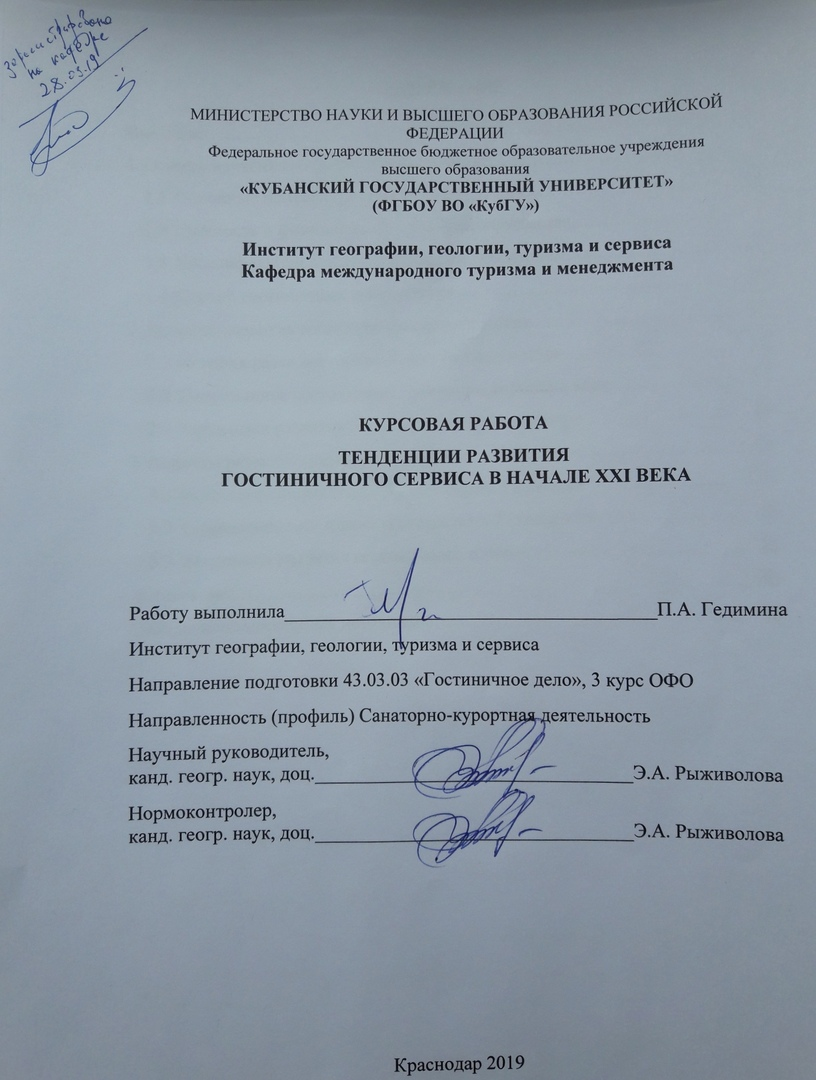 зарегистрировано
на кафедре
28.05.19
МИНИСТЕРСТВО НАУКИ И ВЫСШЕГО ОБРАЗОВАНИЯ РОССИЙСКОЙ
ФЕДЕРАЦИИ
Федеральное государственное бюджетное образовательное учреждения
высшего образования
«КУБАНСКИЙ ГОСУДАРСТВЕННЫЙ УНИВЕРСИТЕТ»
(ФГБОУ ВО «КубГУ»)
Институт географии, геологии, туризма и сервиса
Кафедра международного туризма и менеджмента
КУРСОВАЯ РАБОТА
ТЕНДЕНЦИИ РАЗВИТИЯ
ГОСТИНИЧНОГО СЕРВИСА В НАЧАЛЕ XXI ВЕКА
Работу выполнила П.А. Гедимина
Институт географии, геологии, туризма и сервиса
Направление подготовки 43.03.03 «Гостиничное дело», 3 курс ОФО
Направленность (профиль) Санаторно-курортная деятельность
Научный руководитель,
канд. геогр. наук, доц. Э.А. Рыживолова
Нормоконтролер,
канд. геогр. наук, доц. Э.А. Рыживолова
Краснодар 2019